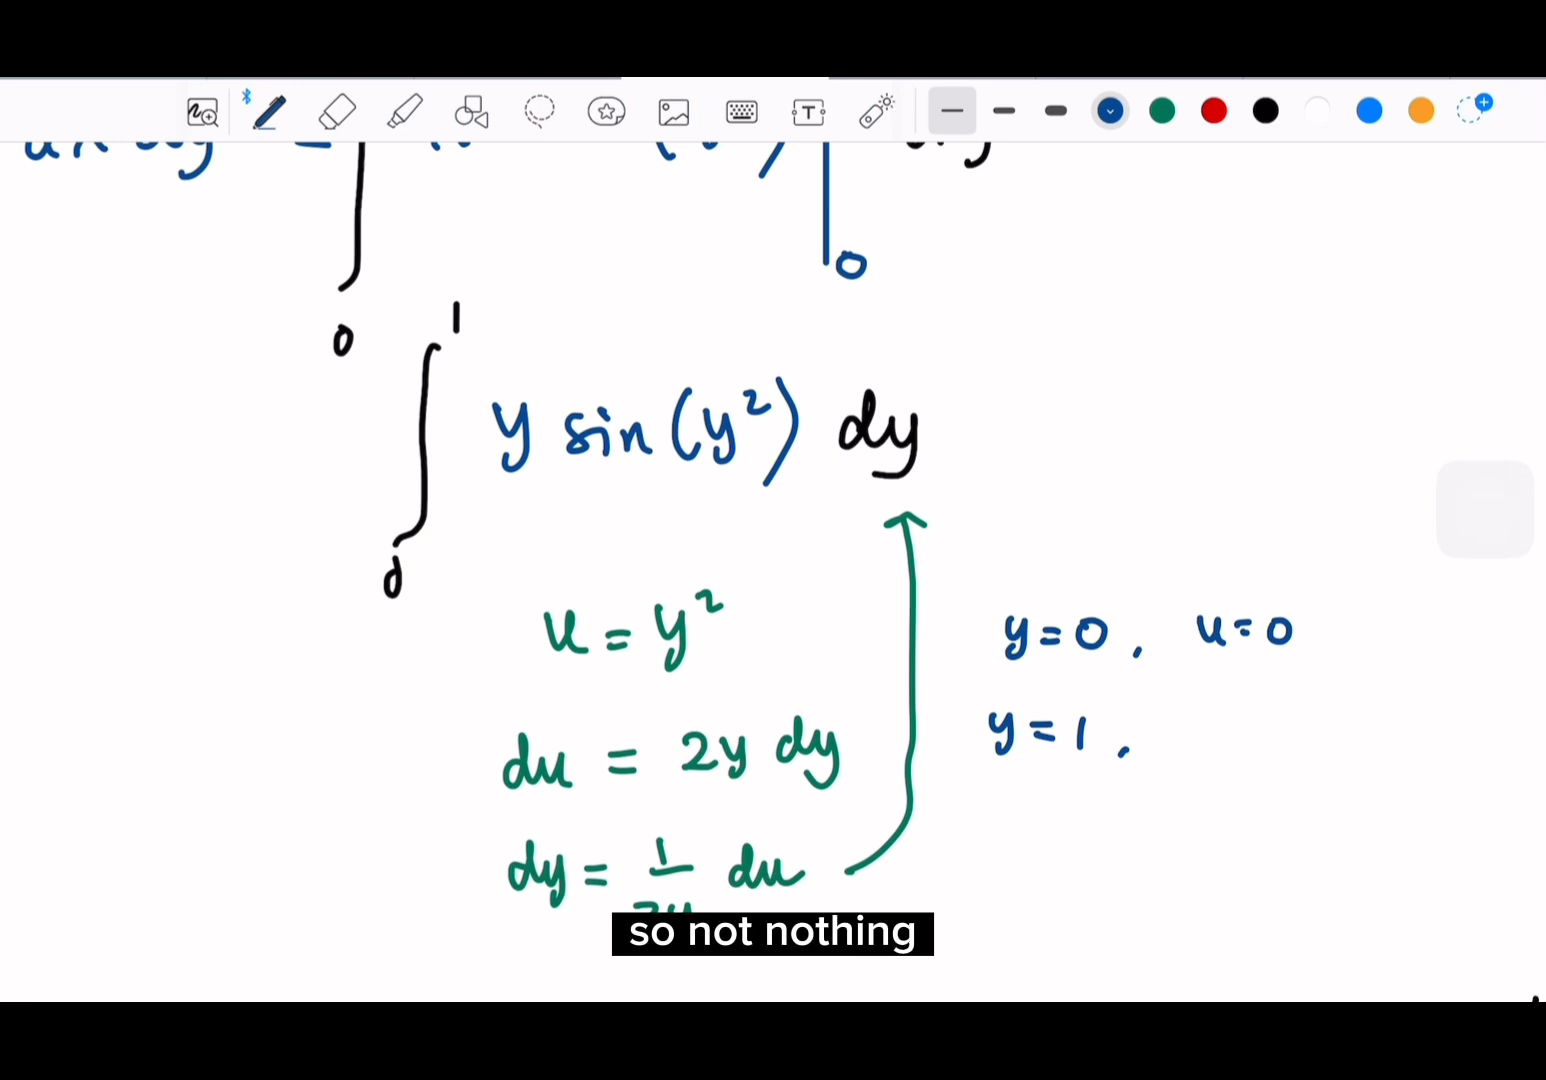 0
0
∫ 1 y sin(y²) dy
0
u = y²
y = 0, u = 0
du = 2y dy
y = 1,
dy = 1/2y du
so not nothing